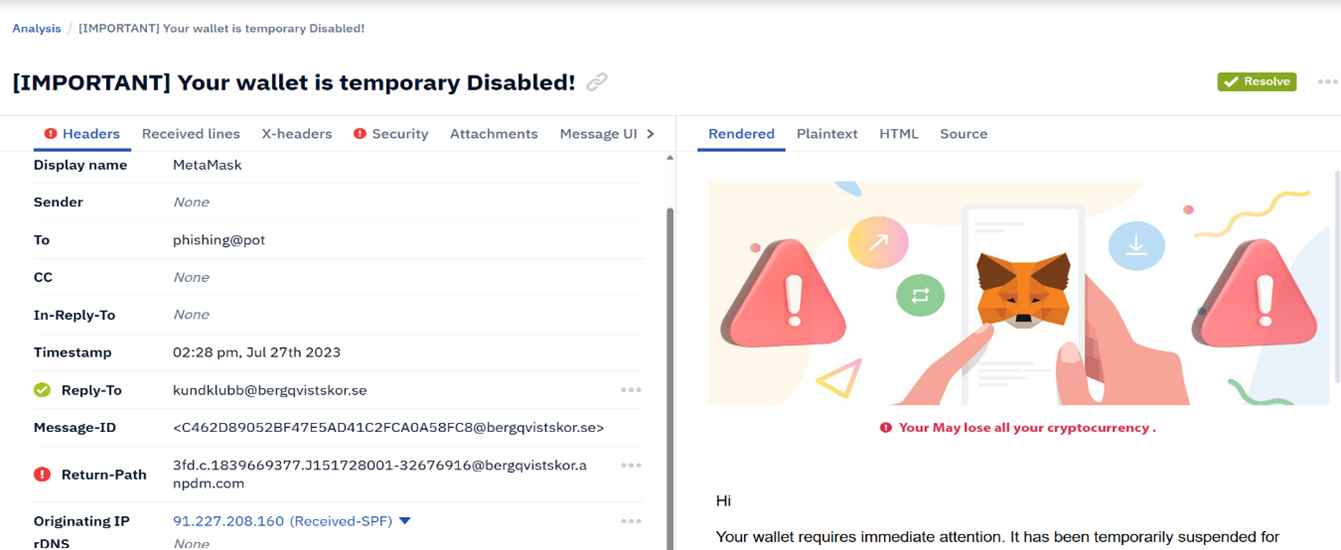 Analysis / [IMPORTANT] Your wallet is temporary Disabled!
[IMPORTANT] Your wallet is temporary Disabled!
Resolve
Headers Received lines X-headers Security Attachments Message UI
Display name MetaMask
Sender None
To phishing@pot
CC None
In-Reply-To None
Timestamp 02:28 pm, Jul 27th 2023
Reply-To kundklubb@bergqvistskor.se
Message-ID <C462D89052BF47E5AD41C2FCA0A58FC8@bergqvistskor.se>
Return-Path 3fd.c.1839669377.J151728001-32676916@bergqvistskor.a
npdm.com
Originating IP 91.227.208.160 (Received-SPF)
rDNS None
Rendered Plaintext HTML Source
Your May lose all your cryptocurrency .
Hi
Your wallet requires immediate attention. It has been temporarily suspended for